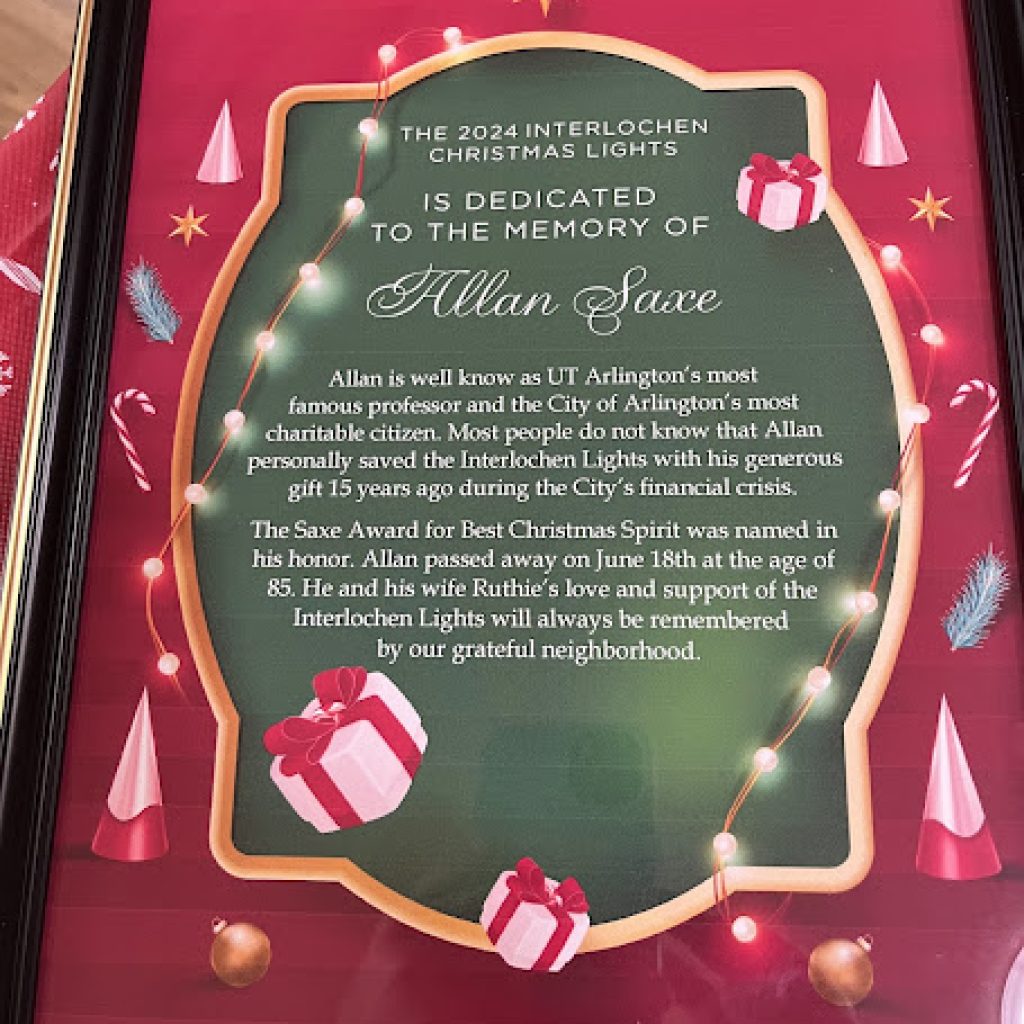 THE 2024 INTERLOCHEN
CHRISTMAS LIGHTS
IS DEDICATED
TO THE MEMORY OF
Allan Saxe
Allan is well know as UT Arlington's most
famous professor and the City of Arlington's most
charitable citizen. Most people do not know that Allan
personally saved the Interlochen Lights with his generous
gift 15 years ago during the City's financial crisis.
The Saxe Award for Best Christmas Spirit was named in
his honor. Allan passed away on June 18th at the age of
85. He and his wife Ruthie's love and support of the
Interlochen Lights will always be remembered
by our grateful neighborhood.